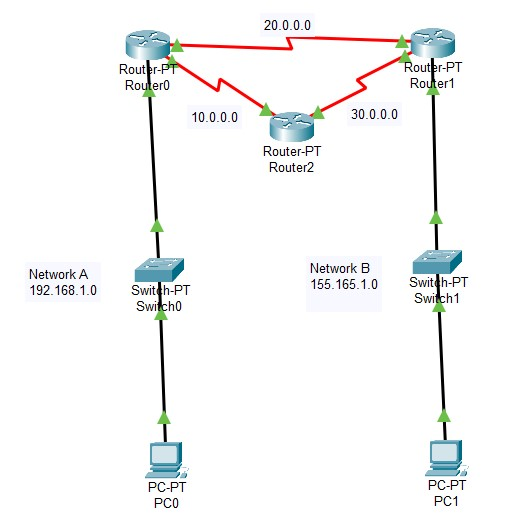 20.0.0.0
Router-PT
Router0
Router-PT
Router1
10.0.0.0
30.0.0.0
Router-PT
Router2
Network A
192.168.1.0
Switch-PT
Switch0
Network B
155.165.1.0
Switch-PT
Switch1
PC-PT
PC0
PC-PT
PC1